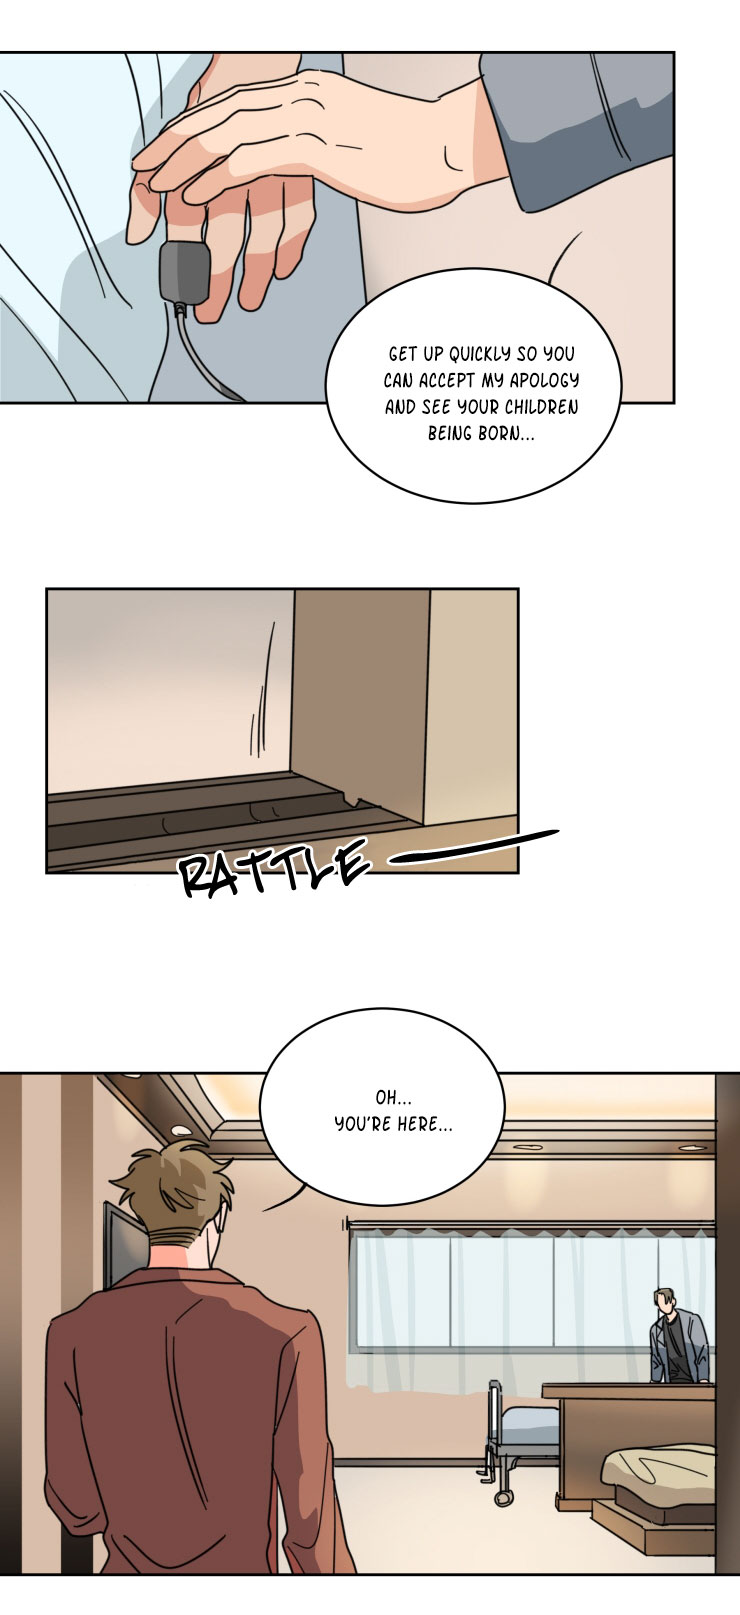 GET UP QUICKLY SO YOU
CAN ACCEPT MY APOLOGY
AND SEE YOUR CHILDREN
BEING BORN...
RATTLE
OH...
YOU'RE HERE...